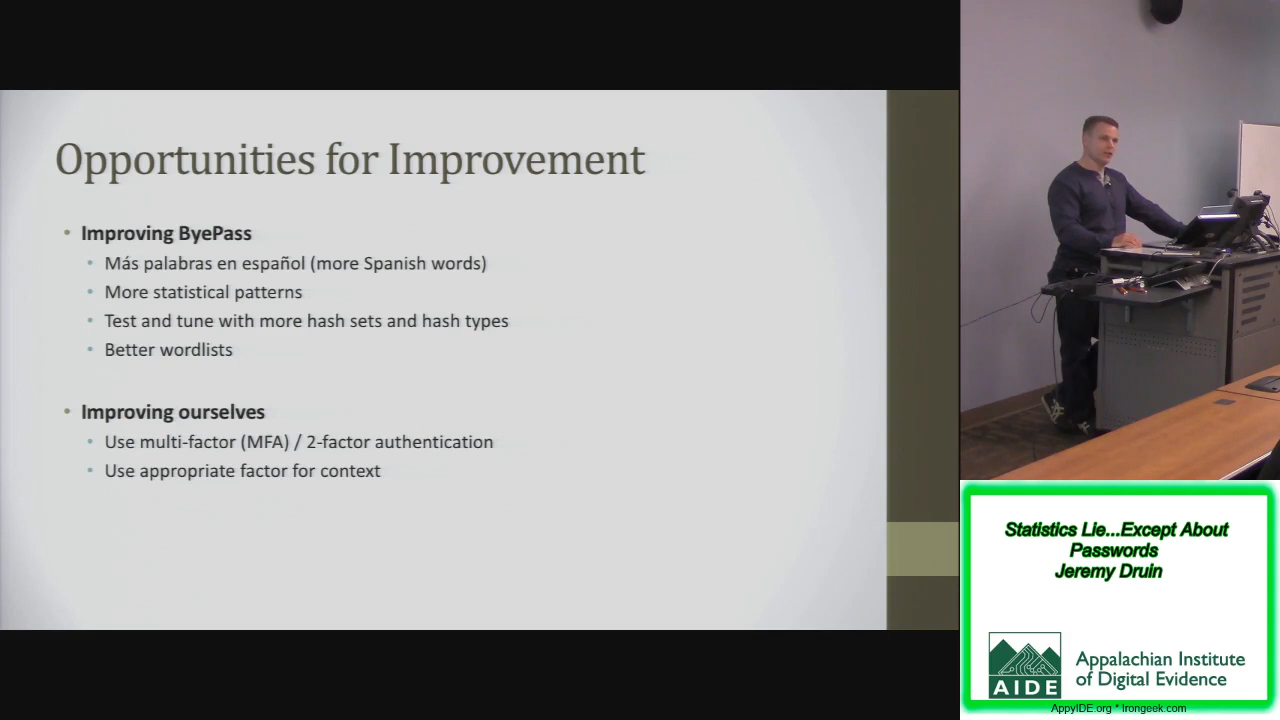 Opportunities for Improvement
• Improving ByePass
• Más palabras en español (more Spanish words)
• More statistical patterns
• Test and tune with more hash sets and hash types
• Better wordlists
• Improving ourselves
• Use multi-factor (MFA) / 2-factor authentication
• Use appropriate factor for context
Statistics Lie...Except About
Passwords
Jeremy Druin
AIDE
Appalachian Institute
of Digital Evidence
AppyIDE.org * Irongeek.com